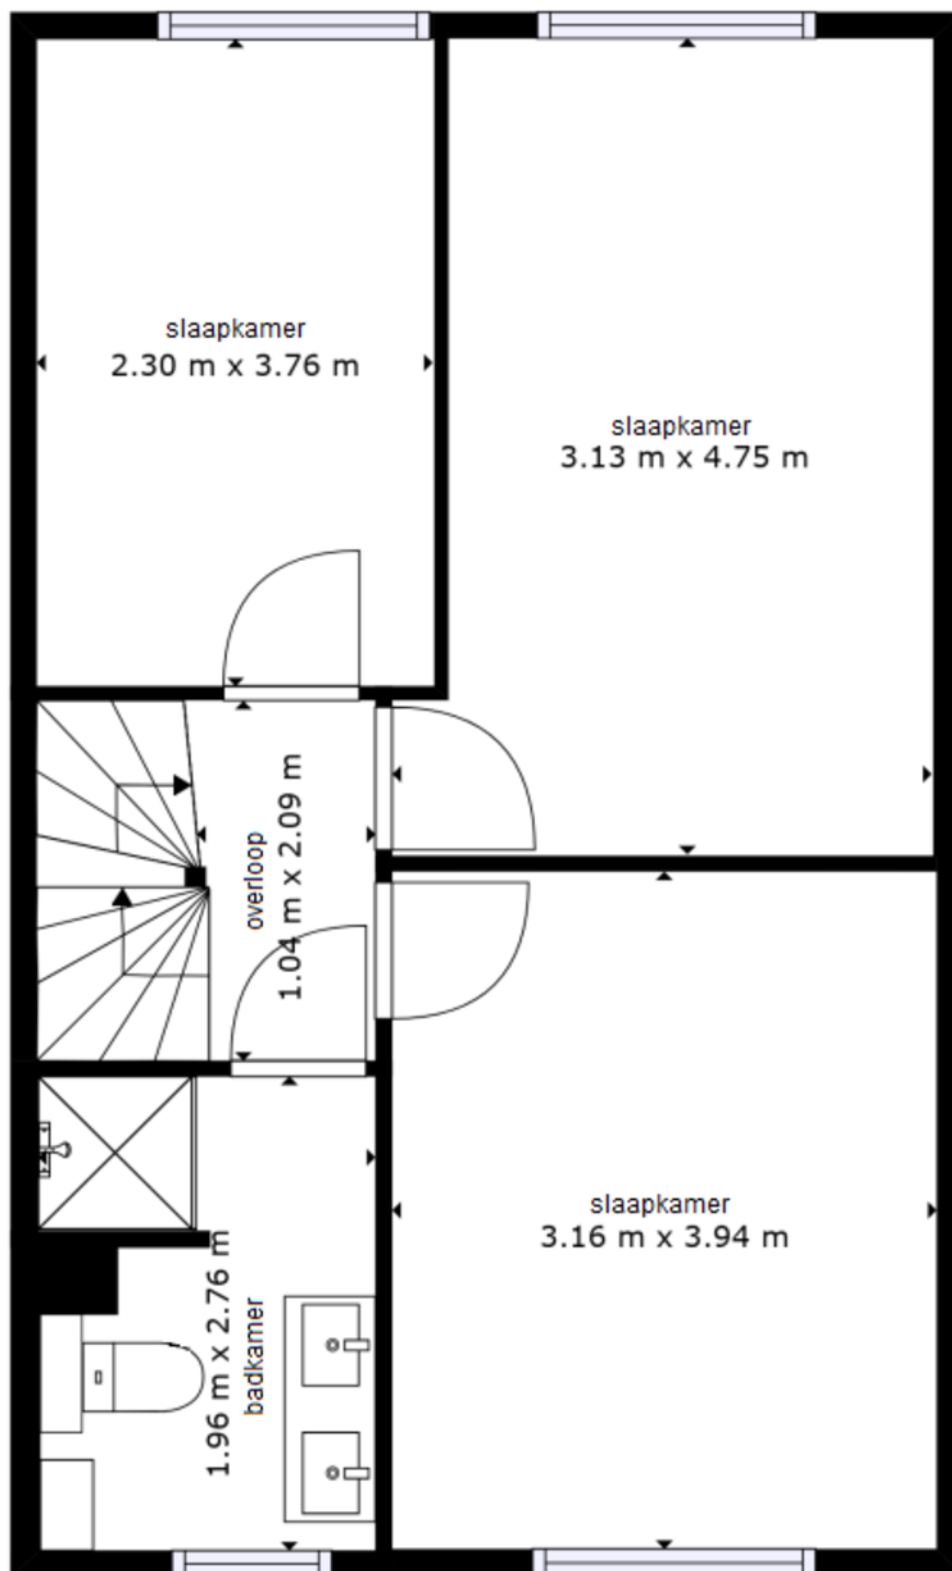 slaapkamer
2.30 m x 3.76 m
slaapkamer
3.13 m x 4.75 m
overloop
1.04 m x 2.09 m
slaapkamer
3.16 m x 3.94 m
1.96 m x 2.76 m
badkamer